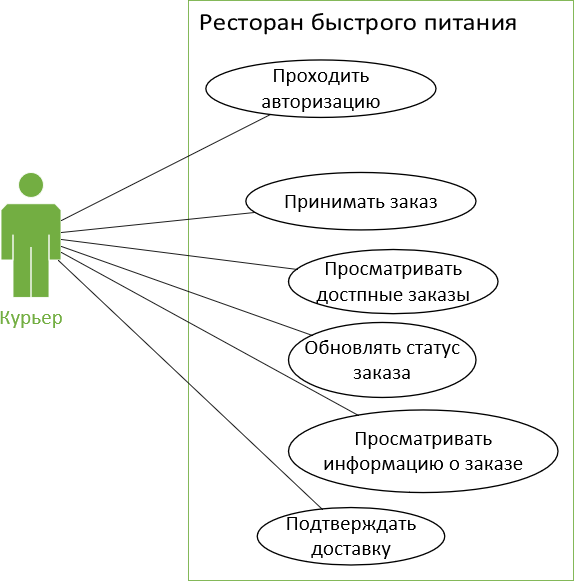 Ресторан быстрого питания
Проходить
авторизацию
Принимать заказ
Просматривать
достпные заказы
Курьер
Обновлять статус
заказа
Просматривать
информацию о заказе
Подтверждать
доставку